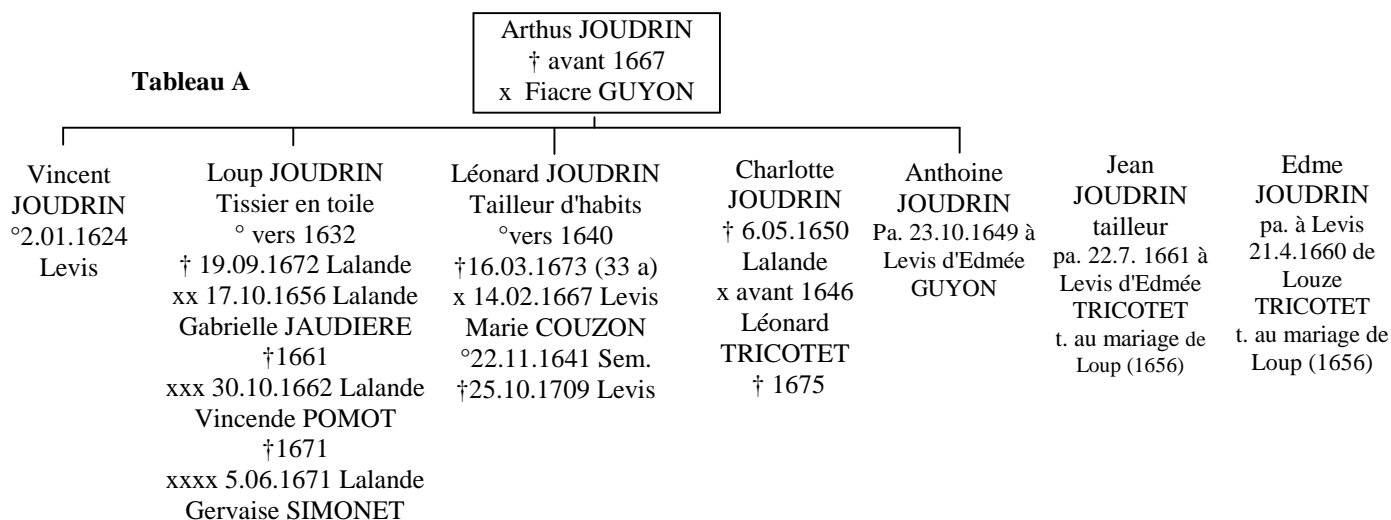 Arthus JOUDRIN
† avant 1667
x Fiacre GUYON
Tableau A
Vincent
JOUDRIN
°2.01.1624
Levis
Loup JOUDRIN
Tissier en toile
° vers 1632
† 19.09.1672 Lalande
xx 17.10.1656 Lalande
Gabrielle JAUDIERE
†1661
xxx 30.10.1662 Lalande
Vincende POMOT
†1671
xxxx 5.06.1671 Lalande
Gervaise SIMONET
Léonard JOUDRIN
Tailleur d'habits
°vers 1640
†16.03.1673 (33 a)
x 14.02.1667 Levis
Marie COUZON
°22.11.1641 Sem.
†25.10.1709 Levis
Charlotte
JOUDRIN
† 6.05.1650
Lalande
x avant 1646
Léonard
TRICOTET
† 1675
Anthoine
JOUDRIN
Pa. 23.10.1649 à
Levis d'Edmée
GUYON
Jean
JOUDRIN
tailleur
pa. 22.7. 1661 à
Levis d'Edmée
TRICOTET
t. au mariage de
Loup (1656)
Edme
JOUDRIN
pa. à Levis
21.4.1660 de
Louze
TRICOTET
t. au mariage de
Loup (1656)